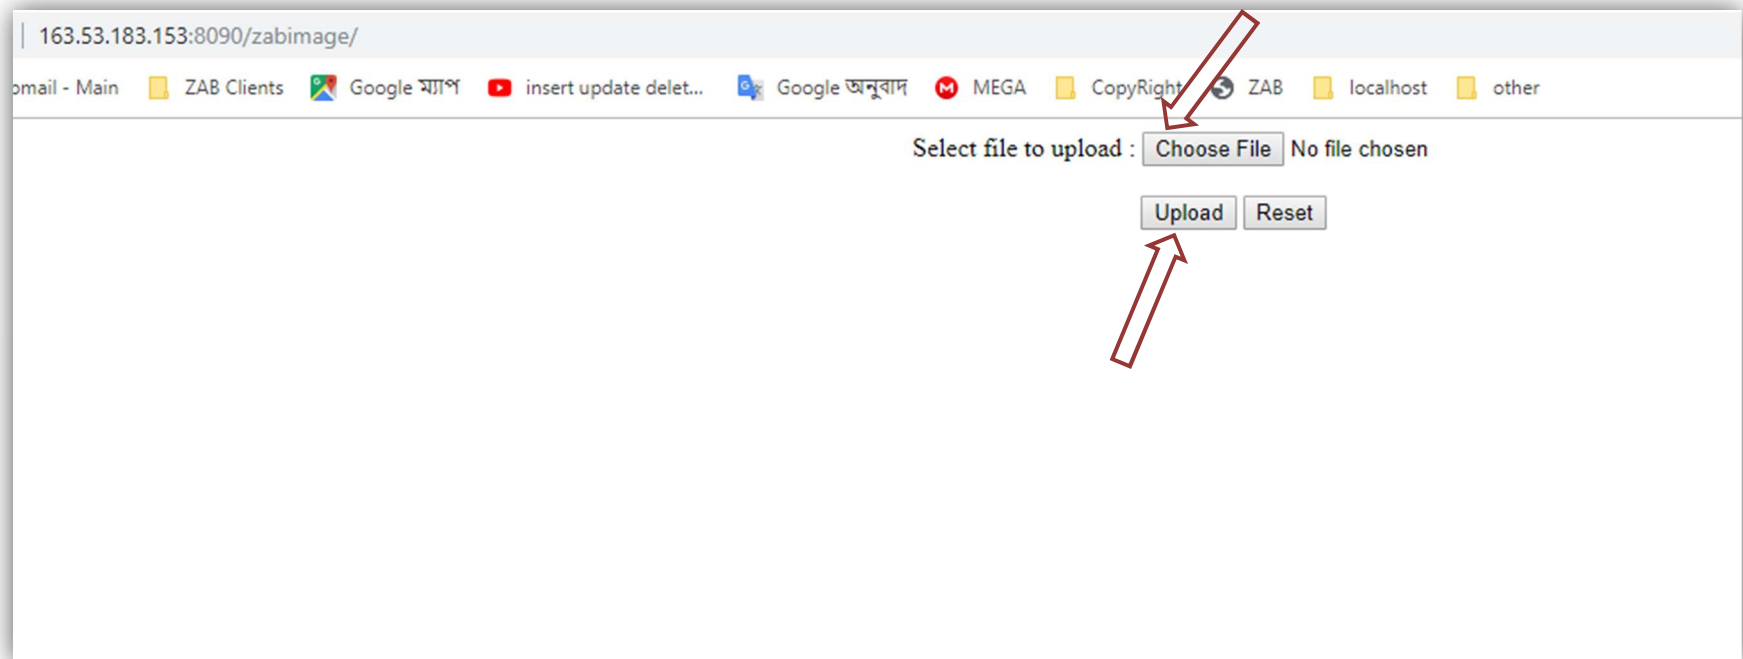 163.53.183.153:8090/zabimage/
omail - Main ZAB Clients Google ম্যাপ insert update delet... Google অনুবাদ MEGA CopyRight ZAB localhost other
Select file to upload : Choose File No file chosen
Upload Reset